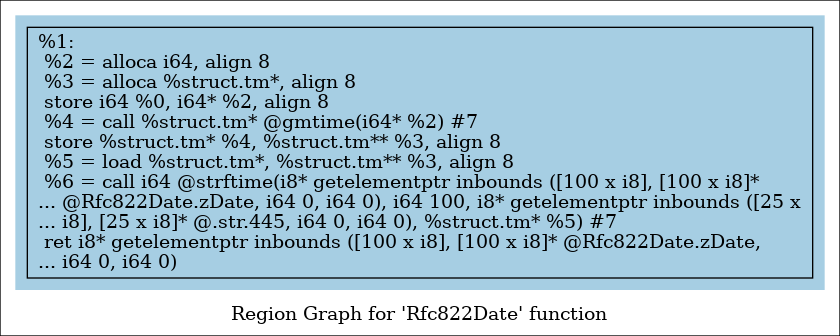 %1:
%2 = alloca i64, align 8
%3 = alloca %struct.tm*, align 8
store i64 %0, i64* %2, align 8
%4 = call %struct.tm* @gmtime(i64* %2) #7
store %struct.tm* %4, %struct.tm** %3, align 8
%5 = load %struct.tm*, %struct.tm** %3, align 8
%6 = call i64 @strftime(i8* getelementptr inbounds ([100 x i8], [100 x i8]*
... @Rfc822Date.zDate, i64 0, i64 0), i64 100, i8* getelementptr inbounds ([25 x
... i8], [25 x i8]* @.str.445, i64 0, i64 0), %struct.tm* %5) #7
ret i8* getelementptr inbounds ([100 x i8], [100 x i8]* @Rfc822Date.zDate,
... i64 0, i64 0)
Region Graph for 'Rfc822Date' function